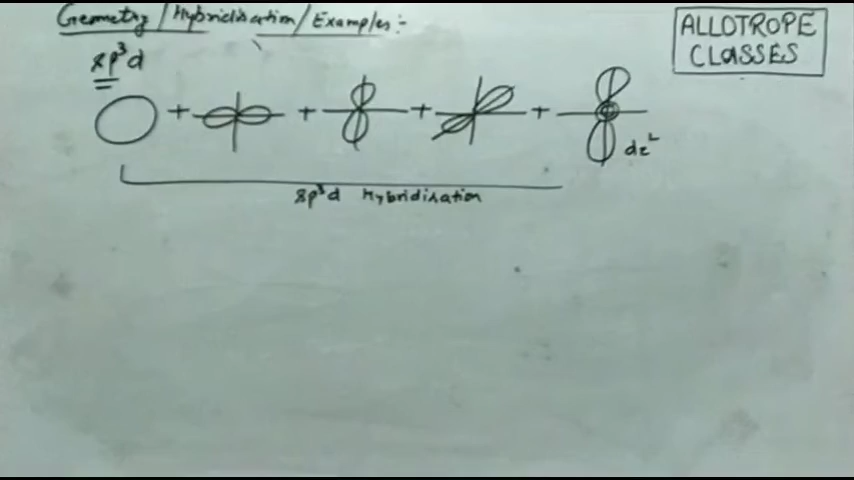 Geometry / Hybridisation / Examples :-
ALLOTROPE
CLASSES
sp³d
+ + + +
dz²
sp³d Hybridisation